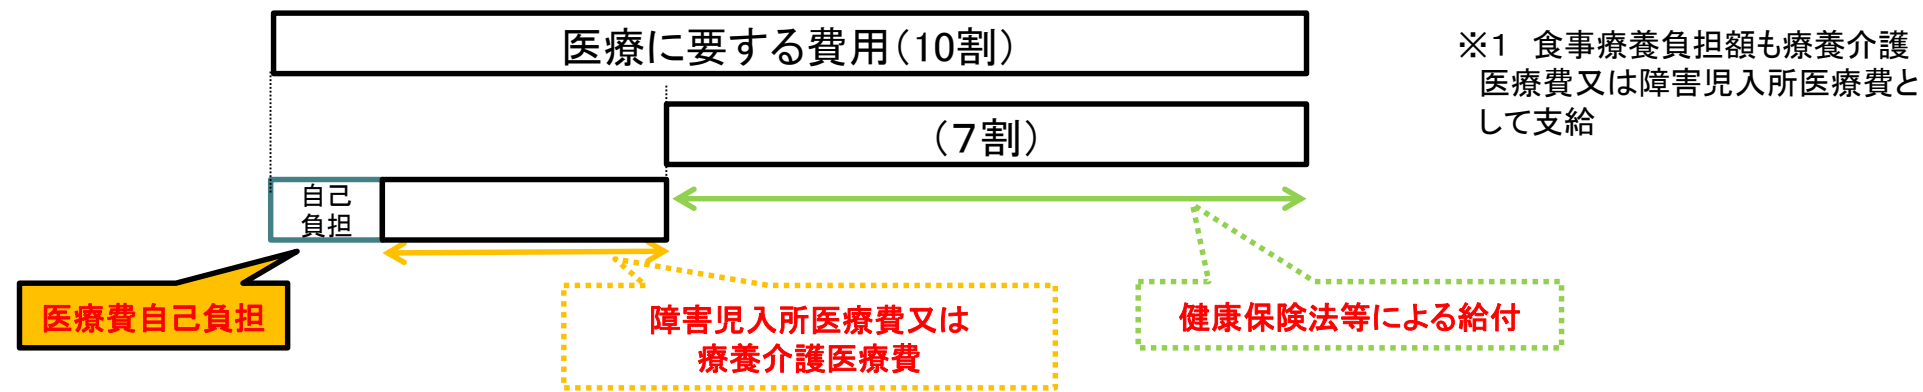 医療に要する費用（10割）
※１　食事療養負担額も療養介護
医療費又は障害児入所医療費と
して支給
（7割）
自己
負担
医療費自己負担
障害児入所医療費又は
療養介護医療費
健康保険法等による給付